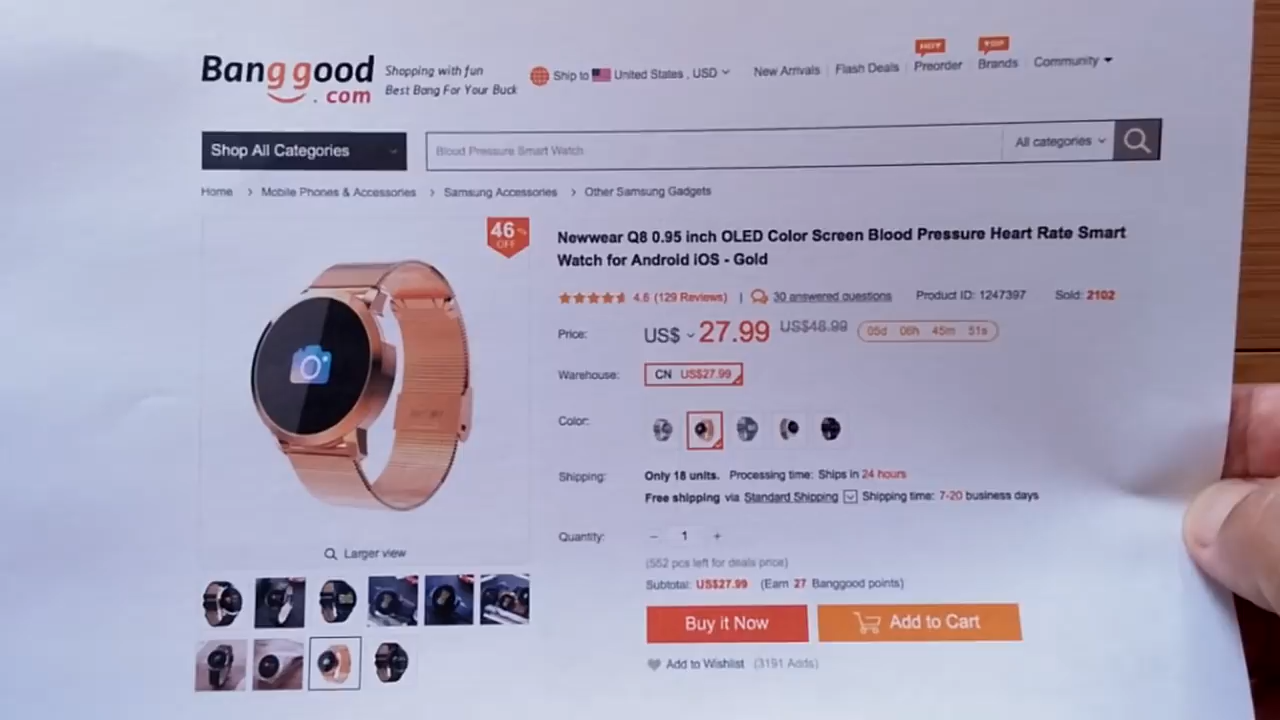 Banggood
.com
Shopping with fun
Best Bang For Your Buck
Ship to United States , USD
New Arrivals
Flash Deals
HOT
Preorder
TOP
Brands
Community
Shop All Categories
Blood Pressure Smart Watch
All categories
Home > Mobile Phones & Accessories > Samsung Accessories > Other Samsung Gadgets
46%
OFF
Newwear Q8 0.95 inch OLED Color Screen Blood Pressure Heart Rate Smart
Watch for Android iOS - Gold
4.6 (129 Reviews) | 30 answered questions Product ID: 1247397 Sold: 2102
Price: US$ 27.99 US$48.99 05d 06h 45m 51s
Warehouse: CN US$27.99
Color:
Shipping: Only 18 units. Processing time: Ships in 24 hours
Free shipping via Standard Shipping Shipping time: 7-20 business days
Quantity: − 1 +
(552 pcs left for deals price)
Subtotal: US$27.99 (Earn 27 Banggood points)
Larger view
Buy it Now
Add to Cart
Add to Wishlist (3191 Adds)